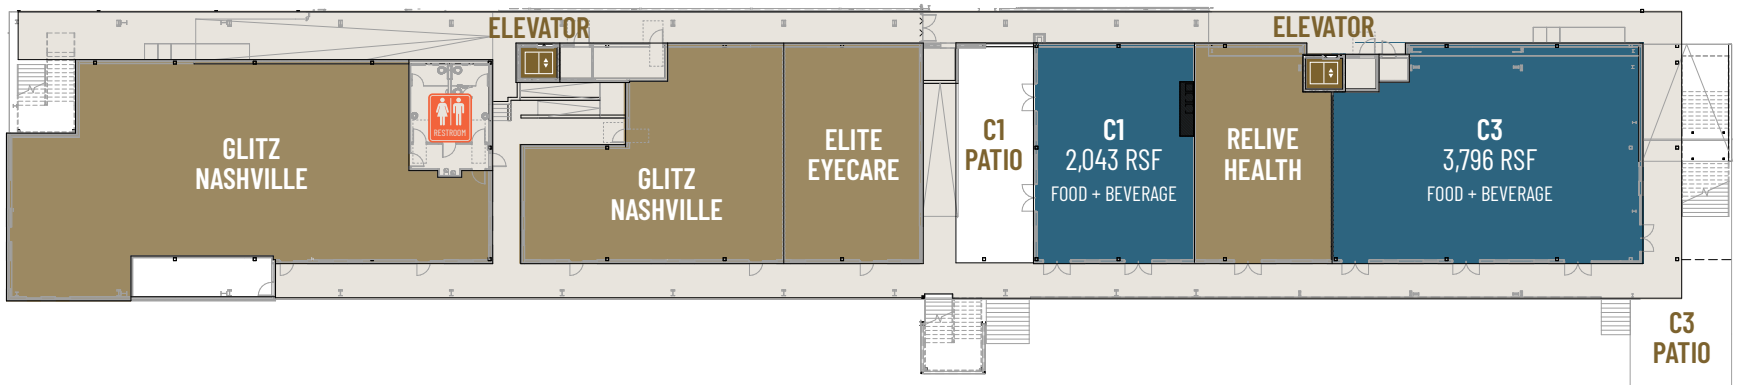 ELEVATOR
ELEVATOR
RESTROOM
GLITZ
NASHVILLE
GLITZ
NASHVILLE
ELITE
EYECARE
C1
PATIO
C1
2,043 RSF
FOOD + BEVERAGE
RELIVE
HEALTH
C3
3,796 RSF
FOOD + BEVERAGE
C3
PATIO